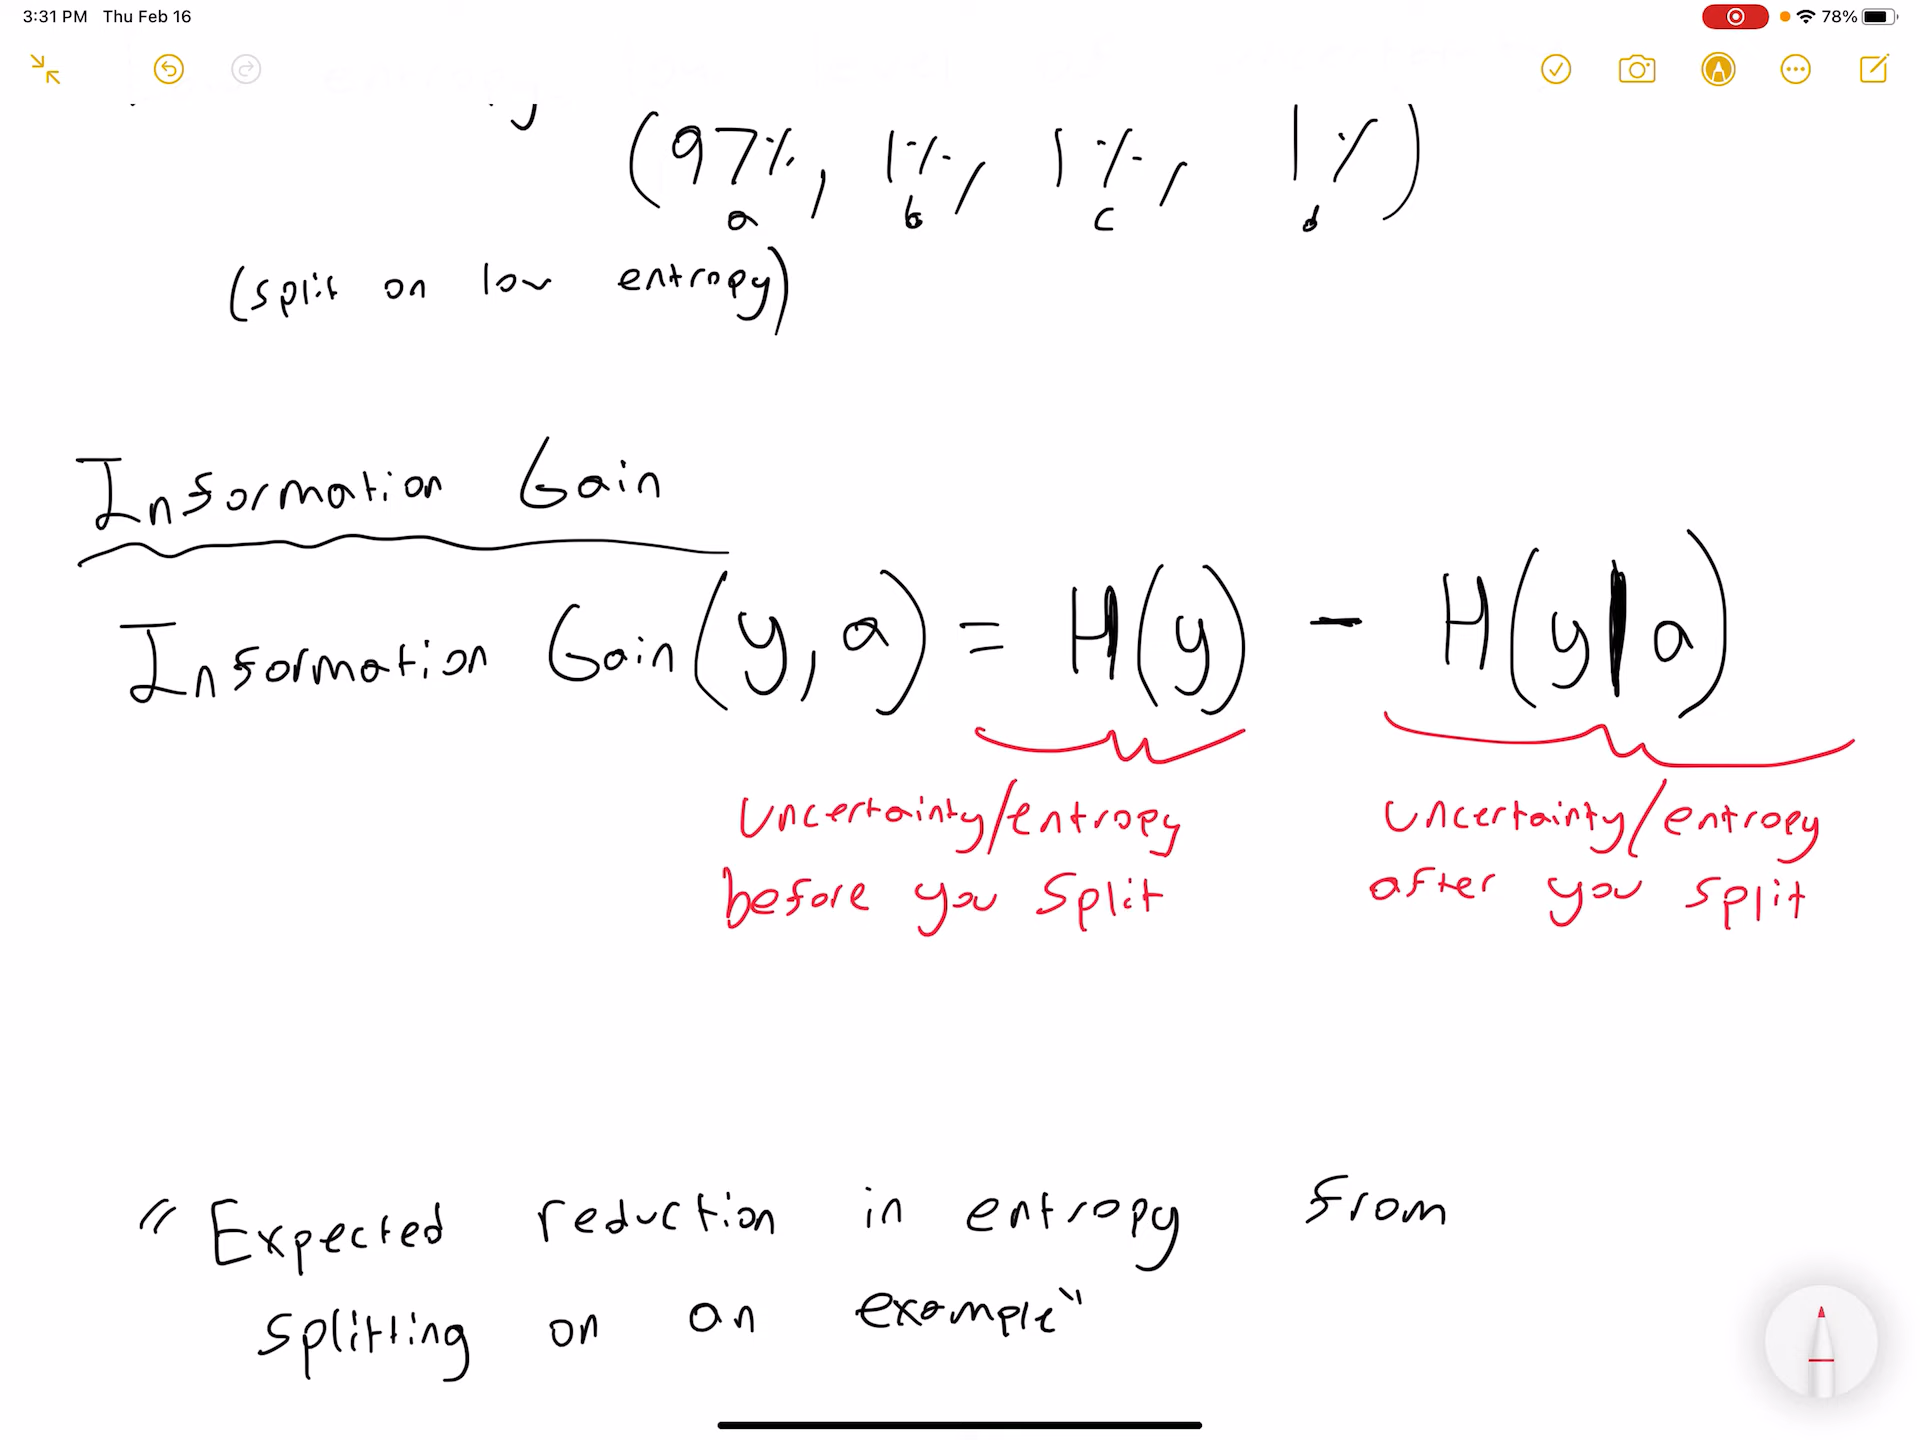 3:31 PM Thu Feb 16
78%
(97%, 1%, 1%, 1%)
a b c d
(split on low entropy)
Information Gain
Information Gain(y, a) = H(y) - H(y|a)
uncertainty/entropy
before you split
uncertainty/entropy
after you split
"Expected reduction in entropy from
splitting on an example"